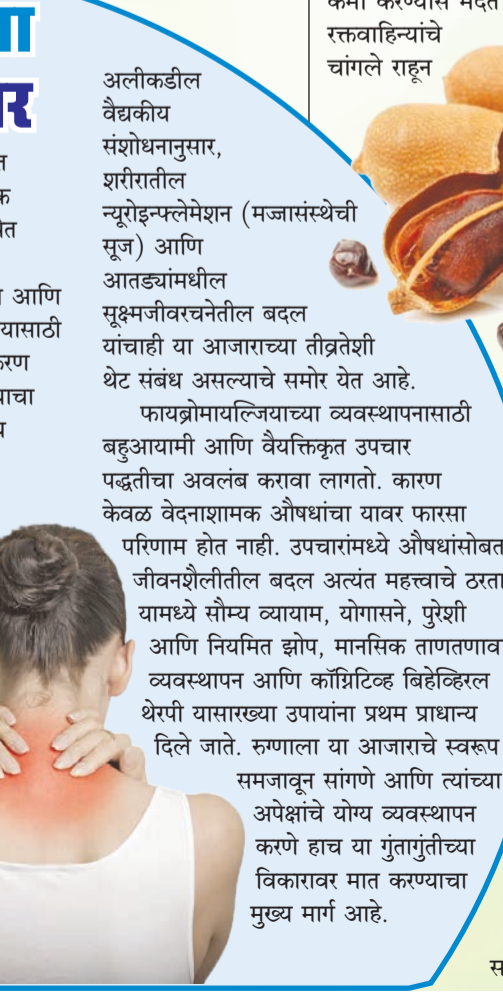 कमी करण्यास मदत
रक्तवाहिन्यांचे
चांगले राहून
आणि
अलीकडील
वैद्यकीय
संशोधनानुसार,
शरीरातील
न्यूरोइन्फ्लेमेशन (मज्जासंस्थेची
सूज) आणि
आतड्यांमधील
सूक्ष्मजीवरचनेतील बदल
यांचाही या आजाराच्या तीव्रतेशी
थेट संबंध असल्याचे समोर येत आहे.
फायब्रोमायल्जियाच्या व्यवस्थापनासाठी
बहुआयामी आणि वैयक्तिकृत उपचार
पद्धतीचा अवलंब करावा लागतो. कारण
केवळ वेदनाशामक औषधांचा यावर फारसा
परिणाम होत नाही. उपचारांमध्ये औषधांसोबत
जीवनशैलीतील बदल अत्यंत महत्त्वाचे ठरता
यामध्ये सौम्य व्यायाम, योगासने, पुरेशी
आणि नियमित झोप, मानसिक ताणतणाव
व्यवस्थापन आणि कॉग्निटिव्ह बिहेव्हिरल
थेरपी यासारख्या उपायांना प्रथम प्राधान्य
दिले जाते. रुग्णाला या आजाराचे स्वरूप
समजावून सांगणे आणि त्यांच्या
अपेक्षांचे योग्य व्यवस्थापन
करणे हाच या गुंतागुंतीच्या
विकारावर मात करण्याचा
मुख्य मार्ग आहे.